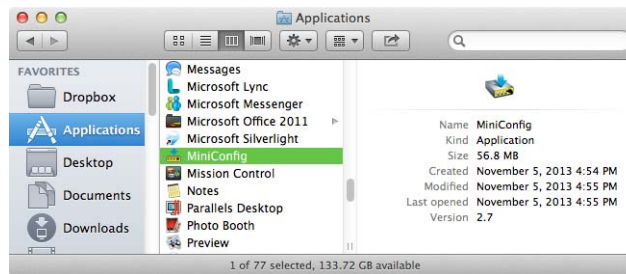 Applications
FAVORITES
Dropbox
Applications
Desktop
Documents
Downloads
Messages
Microsoft Lync
Microsoft Messenger
Microsoft Office 2011
Microsoft Silverlight
MiniConfig
Mission Control
Notes
Parallels Desktop
Photo Booth
Preview
Name MiniConfig
Kind Application
Size 56.8 MB
Created November 5, 2013 4:54 PM
Modified November 5, 2013 4:55 PM
Last opened November 5, 2013 4:55 PM
Version 2.7
1 of 77 selected, 133.72 GB available